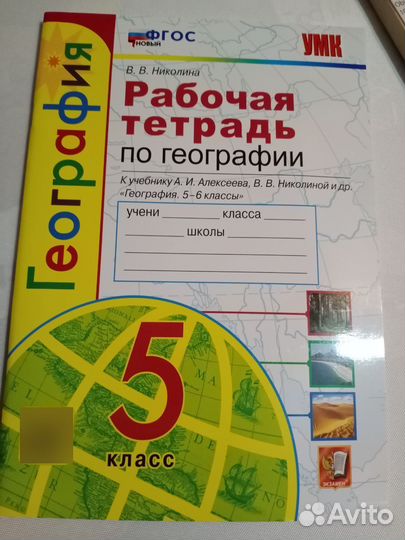 ФГОС
НОВЫЙ
УМК
В. В. Николина
Рабочая
тетрадь
по географии
К учебнику А. И. Алексеева, В. В. Николиной и др.
«География. 5–6 классы»
учени класса
школы
География
5
класс
ЭКЗАМЕН
Avito